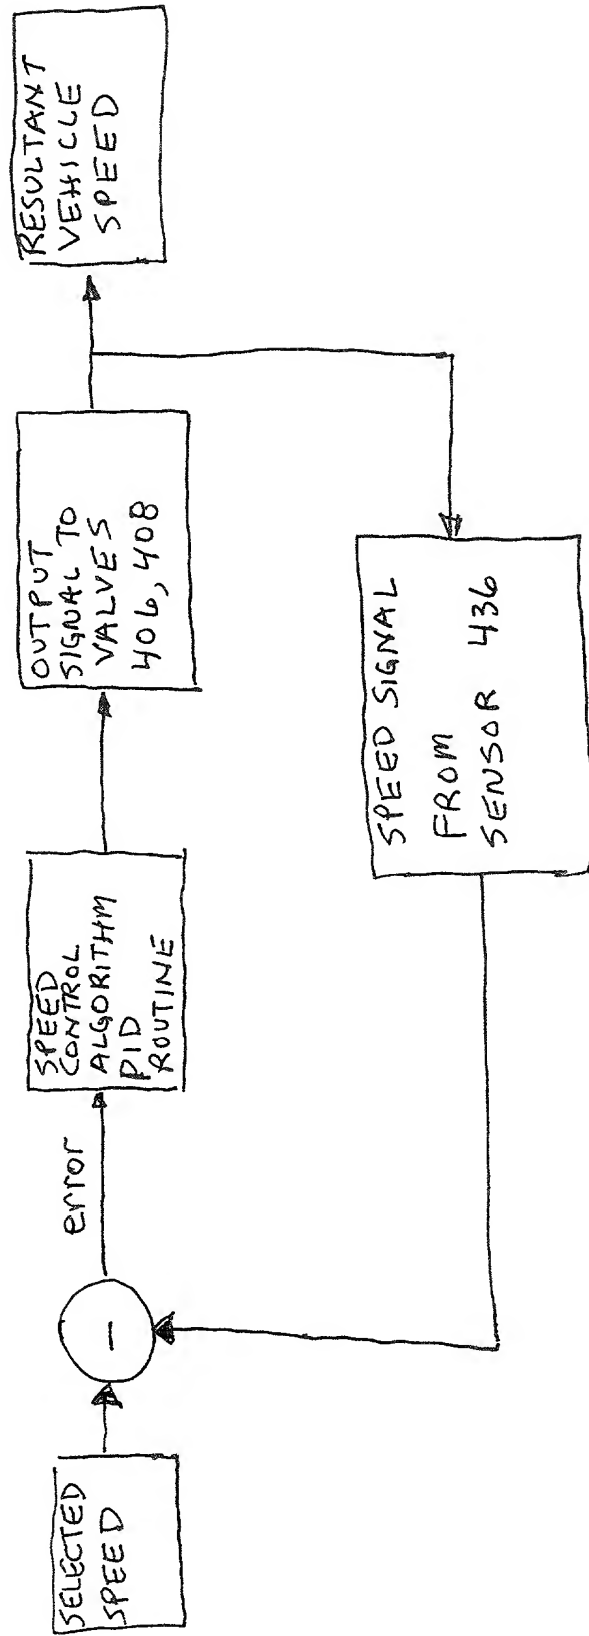 SELECTED
SPEED
-
error
SPEED
CONTROL
ALGORITHM
PID
ROUTINE
OUTPUT
SIGNAL TO
VALVES
406, 408
RESULTANT
VEHICLE
SPEED
SPEED SIGNAL
FROM
SENSOR 436